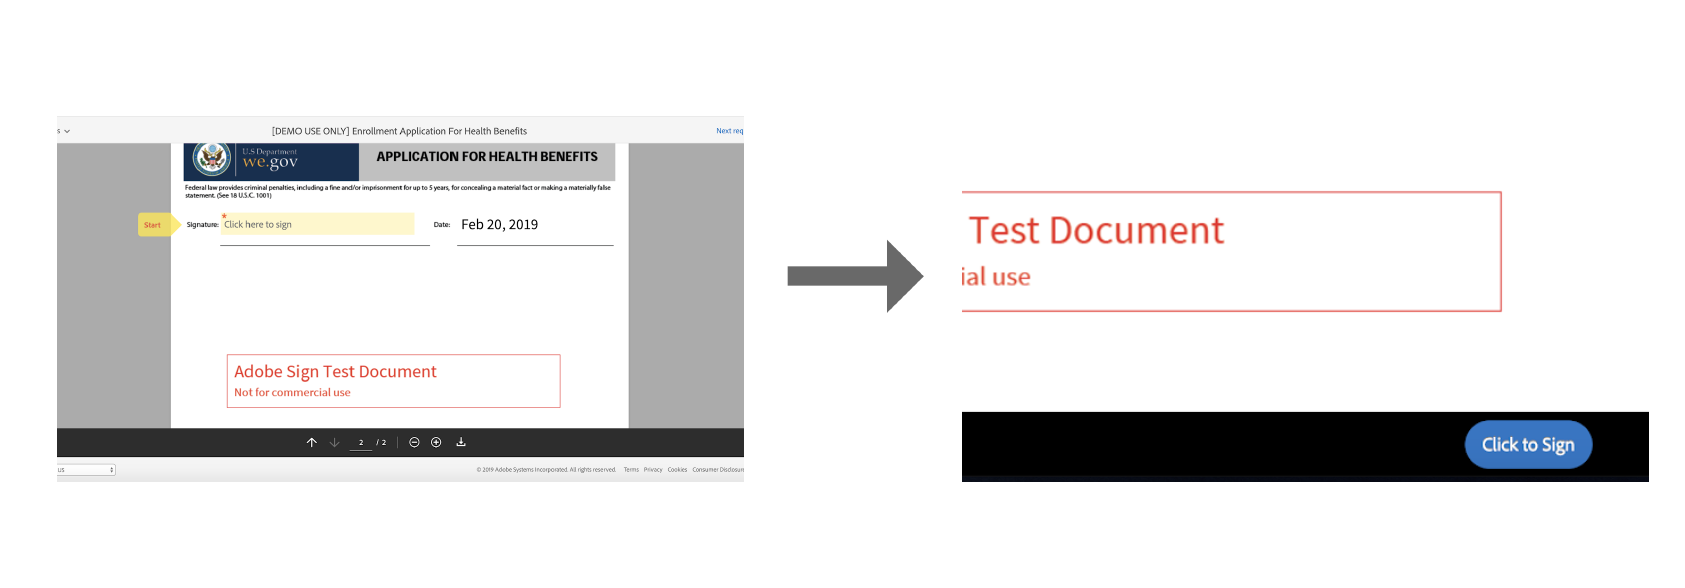 s
[DEMO USE ONLY] Enrollment Application For Health Benefits
Next req
U.S Department
we.gov
APPLICATION FOR HEALTH BENEFITS
Federal law provides criminal penalties, including a fine and/or imprisonment for up to 5 years, for concealing a material fact or making a materially false
statement. (See 18 U.S.C. 1001)
Start
Signature:
* Click here to sign
Date:
Feb 20, 2019
Adobe Sign Test Document
Not for commercial use
2 / 2
US
© 2019 Adobe Systems Incorporated. All rights reserved. Terms Privacy Cookies Consumer Disclosur
Test Document
ial use
Click to Sign